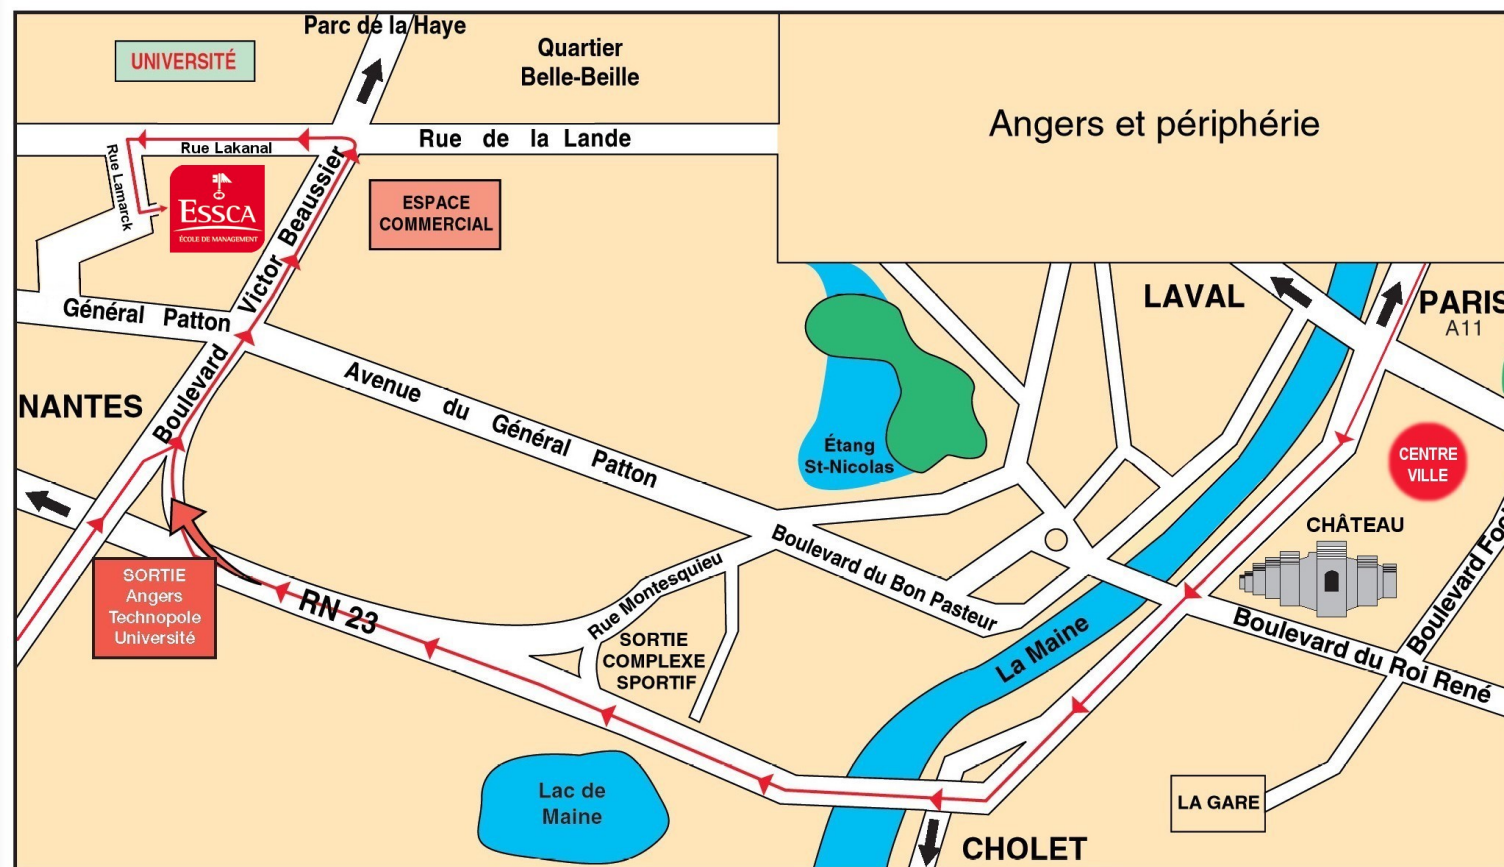 Parc de la Haye
UNIVERSITÉ
Quartier
Belle-Beille
Angers et périphérie
Rue de la Lande
Rue Lakanal
Rue Lamarck
ESSCA
ÉCOLE DE MANAGEMENT
ESPACE
COMMERCIAL
Boulevard Victor Beaussier
Général Patton
LAVAL
PARIS
A11
NANTES
Avenue du Général Patton
Étang
St-Nicolas
CENTRE
VILLE
CHÂTEAU
Boulevard du Bon Pasteur
Rue Montesquieu
SORTIE
Angers
Technopole
Université
RN 23
SORTIE
COMPLEXE
SPORTIF
La Maine
Boulevard du Roi René
Boulevard
Lac de
Maine
LA GARE
CHOLET